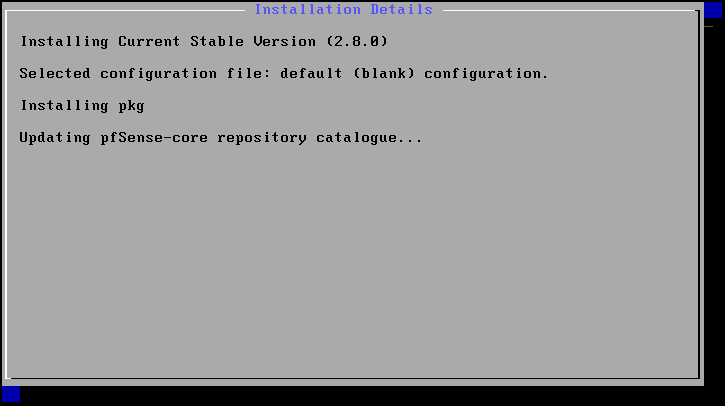 Installation Details
Installing Current Stable Version (2.8.0)
Selected configuration file: default (blank) configuration.
Installing pkg
Updating pfSense-core repository catalogue...